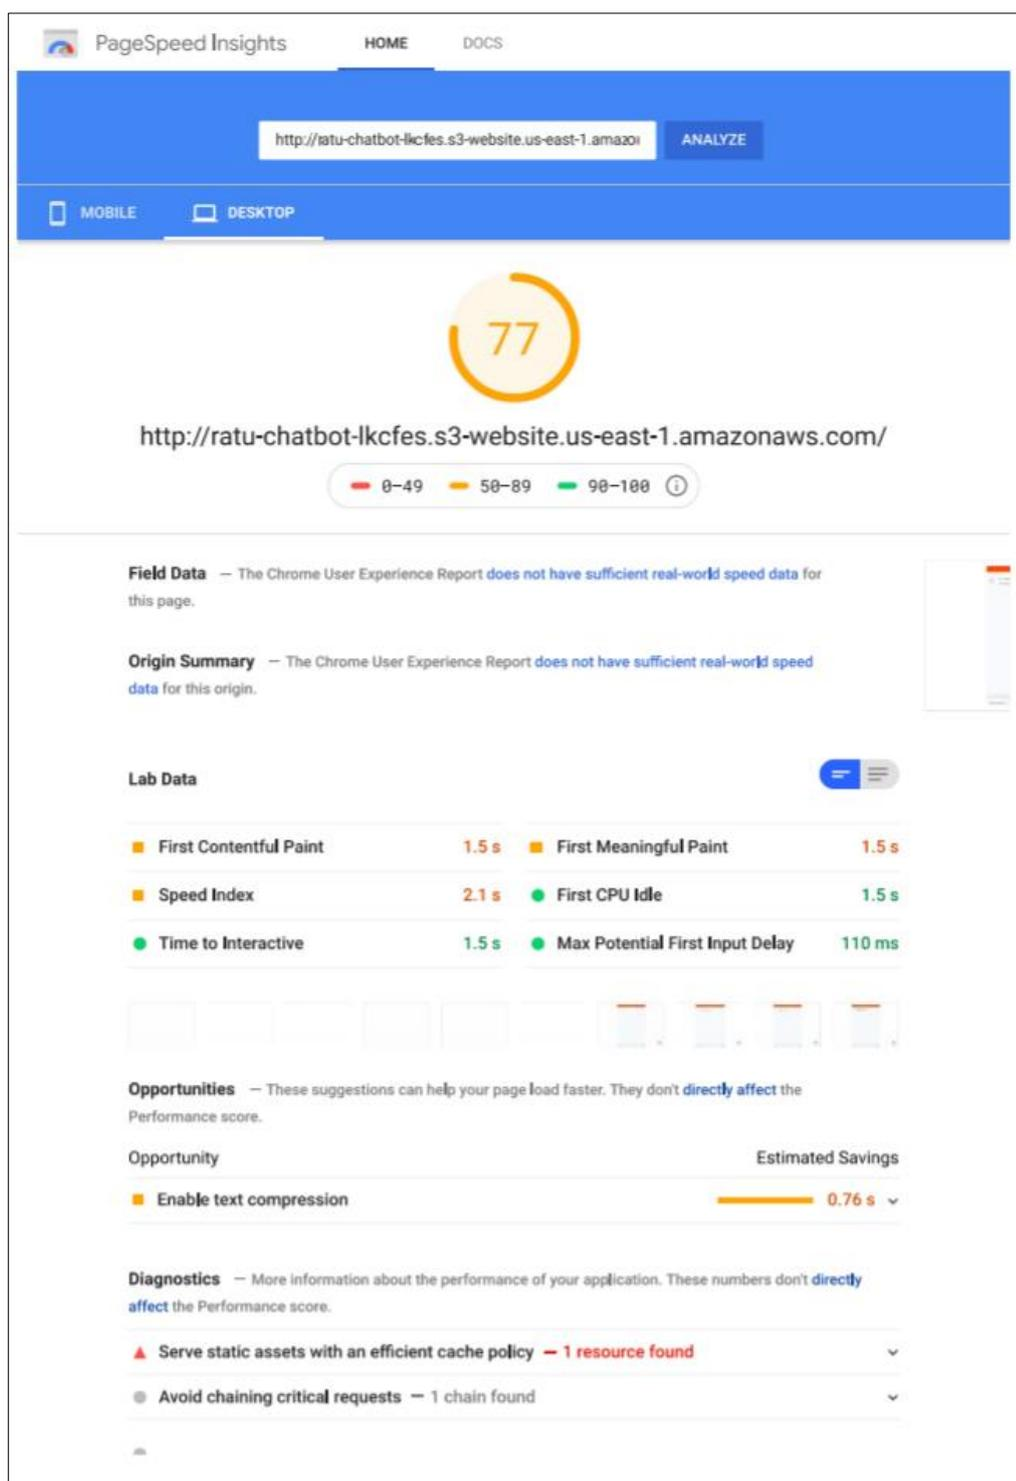 PageSpeed Insights HOME DOCS
http://ratu-chatbot-lkcfes.s3-website.us-east-1.amazo ANALYZE
MOBILE DESKTOP
77
http://ratu-chatbot-lkcfes.s3-website.us-east-1.amazonaws.com/
0–49 50–89 90–100
Field Data — The Chrome User Experience Report does not have sufficient real-world speed data for
this page.
Origin Summary — The Chrome User Experience Report does not have sufficient real-world speed
data for this origin.
Lab Data
First Contentful Paint 1.5 s First Meaningful Paint 1.5 s
Speed Index 2.1 s First CPU Idle 1.5 s
Time to Interactive 1.5 s Max Potential First Input Delay 110 ms
Opportunities — These suggestions can help your page load faster. They don't directly affect the
Performance score.
Opportunity Estimated Savings
Enable text compression 0.76 s
Diagnostics — More information about the performance of your application. These numbers don't directly
affect the Performance score.
Serve static assets with an efficient cache policy — 1 resource found
Avoid chaining critical requests — 1 chain found